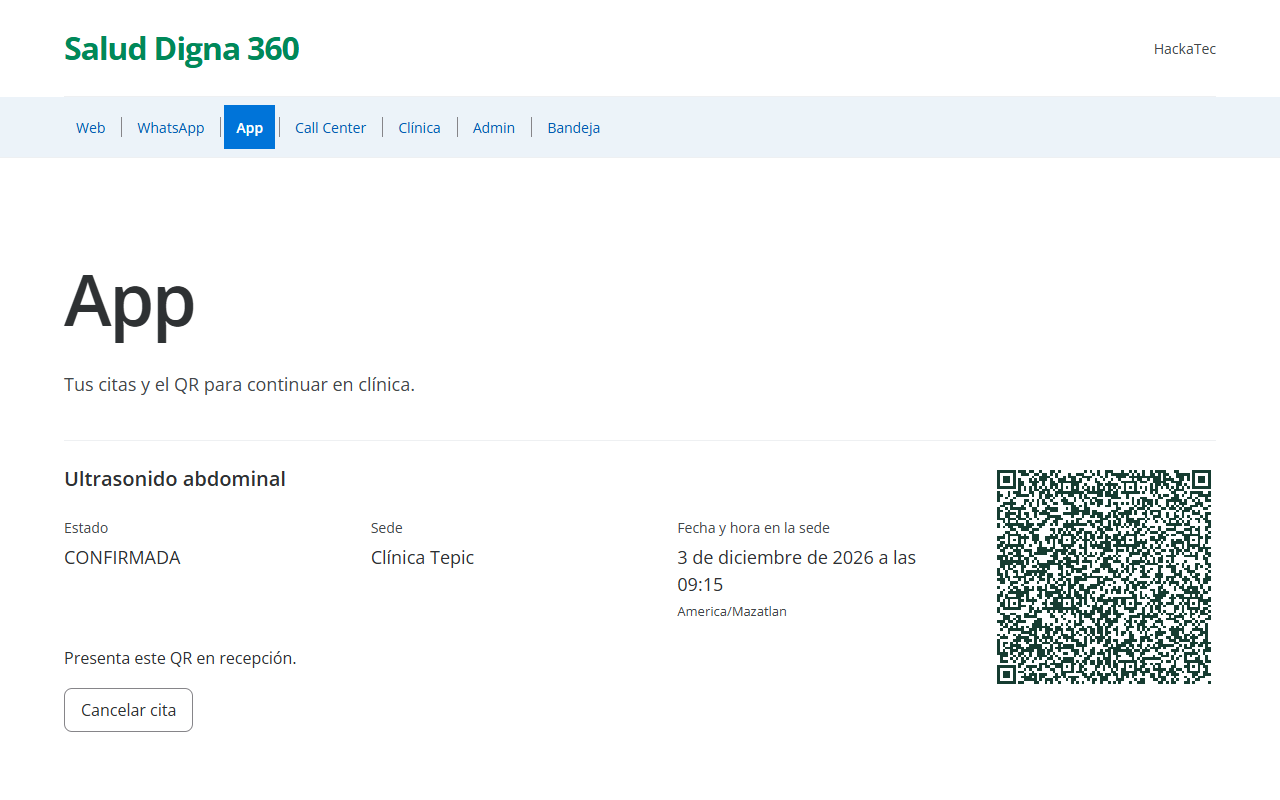 Salud Digna 360
HackaTec
Web
WhatsApp
App
Call Center
Clínica
Admin
Bandeja
App
Tus citas y el QR para continuar en clínica.
Ultrasonido abdominal
Estado
CONFIRMADA
Sede
Clínica Tepic
Fecha y hora en la sede
3 de diciembre de 2026 a las
09:15
America/Mazatlan
Presenta este QR en recepción.
Cancelar cita